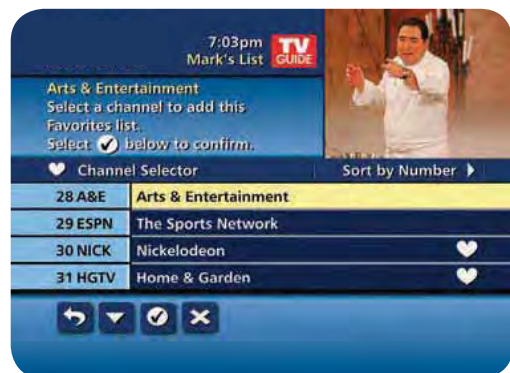 7:03pm
Mark's List
TV
GUIDE
Arts & Entertainment
Select a channel to add this
Favorites list.
Select below to confirm.
Channel Selector
Sort by Number
28 A&E Arts & Entertainment
29 ESPN The Sports Network
30 NICK Nickelodeon
31 HGTV Home & Garden